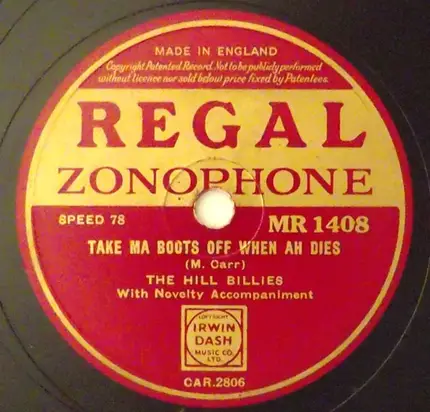 MADE IN ENGLAND
Copyright Patented Record. Not to be publicly performed
without licence nor sold below price fixed by Patentees.
REGAL
ZONOPHONE
SPEED 78
MR 1408
TAKE MA BOOTS OFF WHEN AH DIES
(M. Carr)
THE HILL BILLIES
With Novelty Accompaniment
COPYRIGHT
IRWIN
DASH
MUSIC CO.
LTD.
CAR.2806